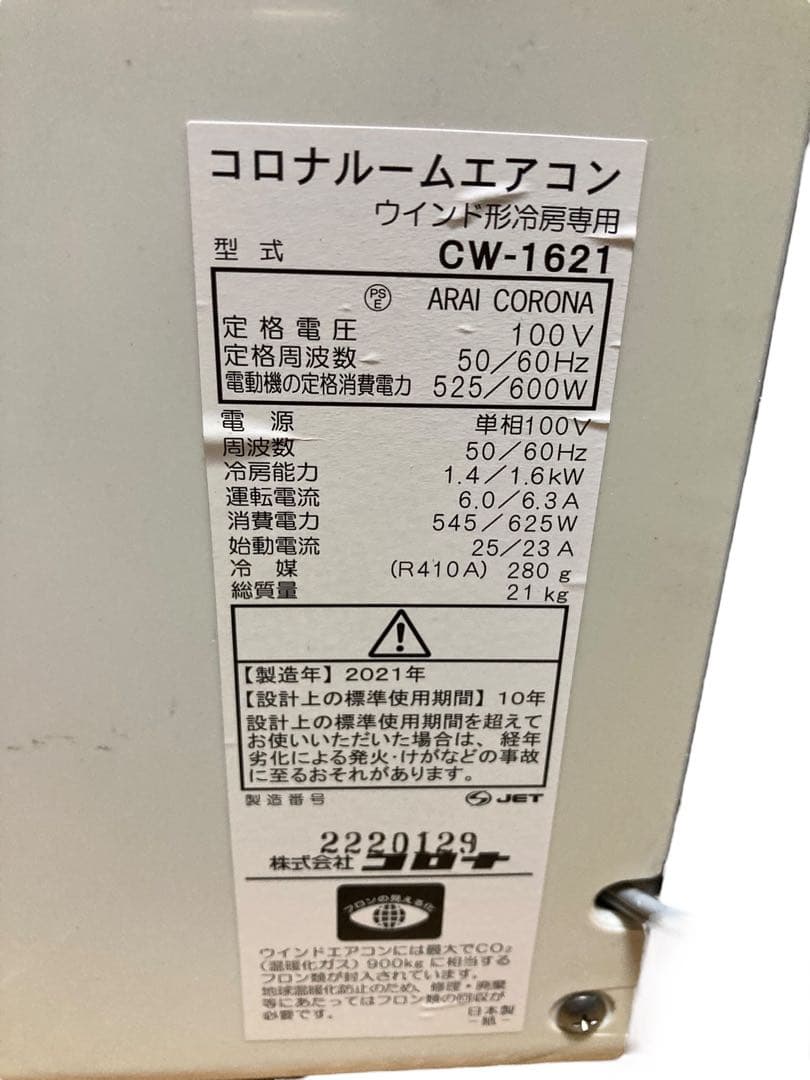 コロナルームエアコン
ウインド形冷房専用
型式 CW-1621
PS E ARAI CORONA
定格電圧 100V
定格周波数 50/60Hz
電動機の定格消費電力 525/600W
電源 単相100V
周波数 50/60Hz
冷房能力 1.4/1.6kW
運転電流 6.0/6.3A
消費電力 545/625W
始動電流 25/23A
冷媒 (R410A) 280g
総質量 21kg
【製造年】2021年
【設計上の標準使用期間】10年
設計上の標準使用期間を超えて
お使いいただいた場合は、経年
劣化による発火・けがなどの事故
に至るおそれがあります。
製造番号 JET
2220129
株式会社 コロナ
フロンの見える化
ウインドエアコンには最大でCO₂
(温暖化ガス) 900kgに相当する
フロン類が封入されています。
地球温暖化防止のため、修理・廃棄
等にあたってはフロン類の回収が
必要です。
日本製